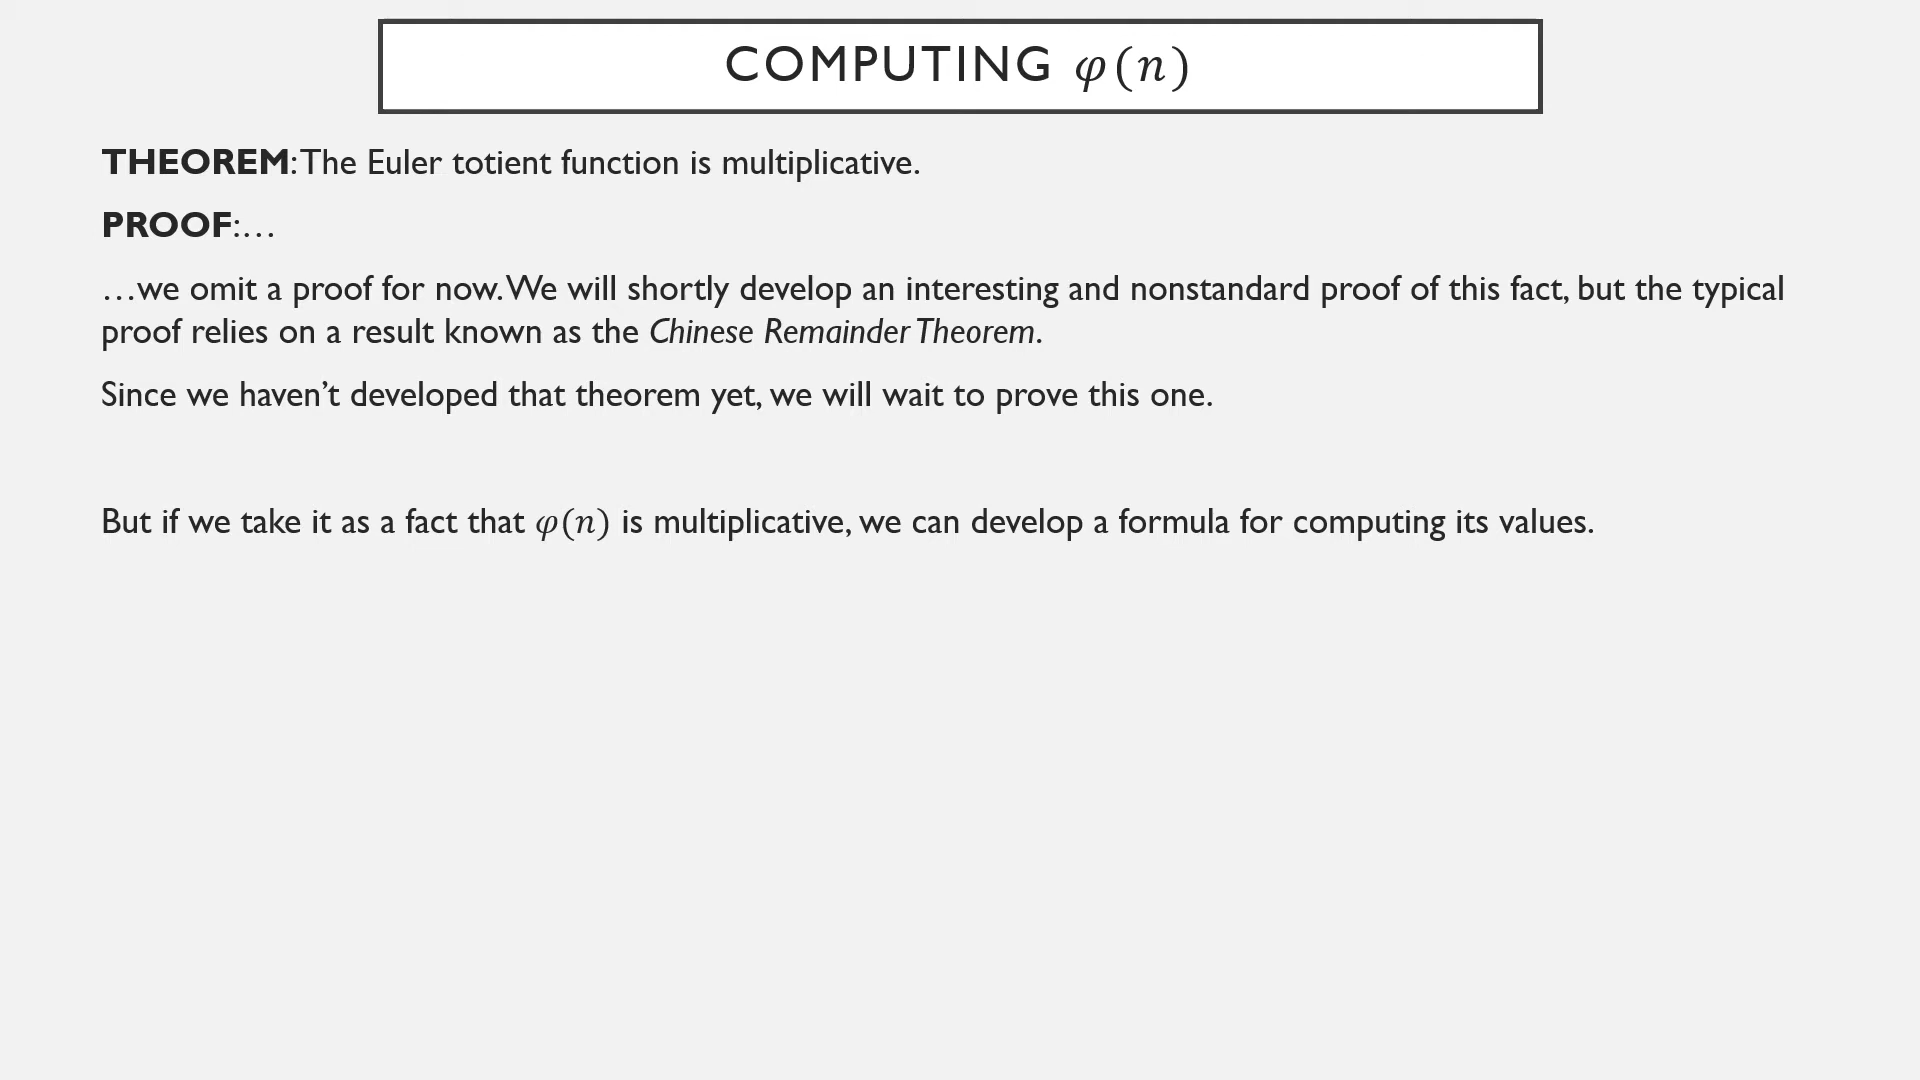 COMPUTING φ(n)
THEOREM: The Euler totient function is multiplicative.
PROOF:…
…we omit a proof for now. We will shortly develop an interesting and nonstandard proof of this fact, but the typical
proof relies on a result known as the Chinese Remainder Theorem.
Since we haven’t developed that theorem yet, we will wait to prove this one.
But if we take it as a fact that φ(n) is multiplicative, we can develop a formula for computing its values.